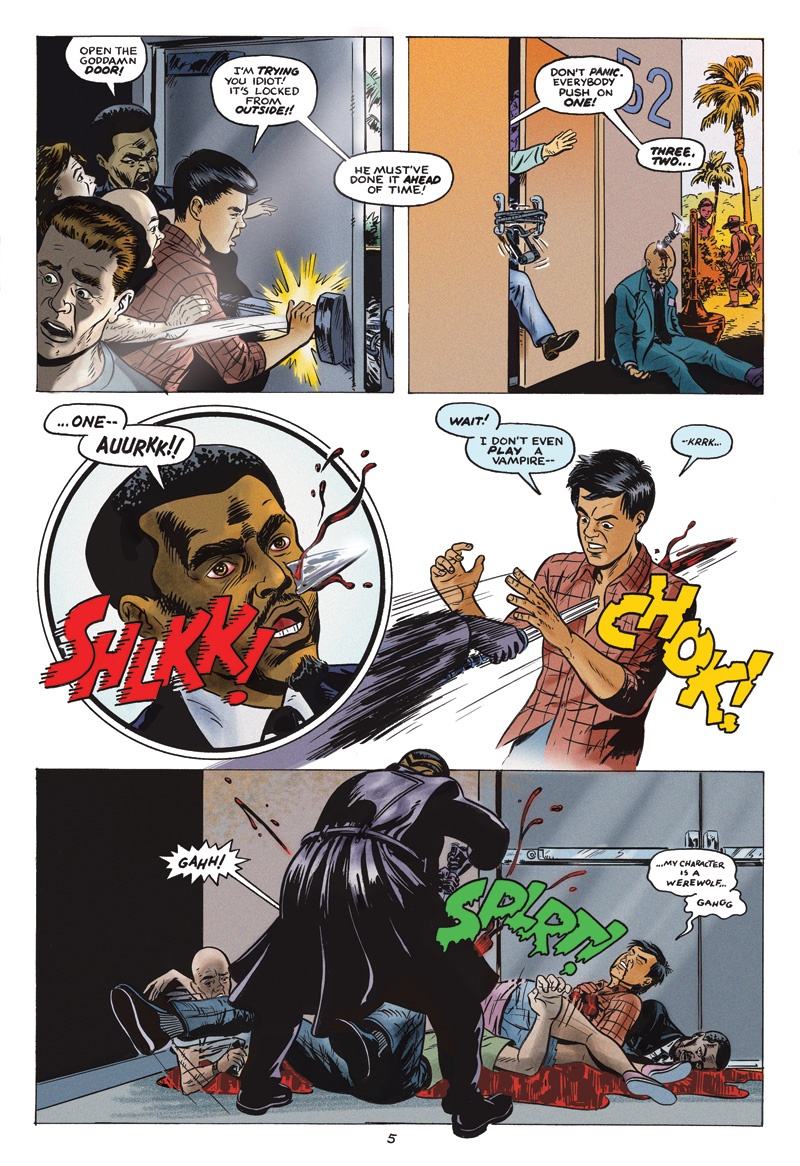 OPEN THE
GODDAMN
DOOR!
I'M TRYING
YOU IDIOT!
IT'S LOCKED
FROM
OUTSIDE!!
HE MUST'VE
DONE IT AHEAD
OF TIME!
DON'T PANIC.
EVERYBODY
PUSH ON
ONE!
52
THREE,
TWO...
...ONE--
AUURKK!!
SHLKK!
WAIT!
I DON'T EVEN
PLAY A
VAMPIRE--
--KRRK...
CHOK!
GAHH!
SPLRT!
...MY CHARACTER
IS A
WEREWOLF...
GAHGG
5